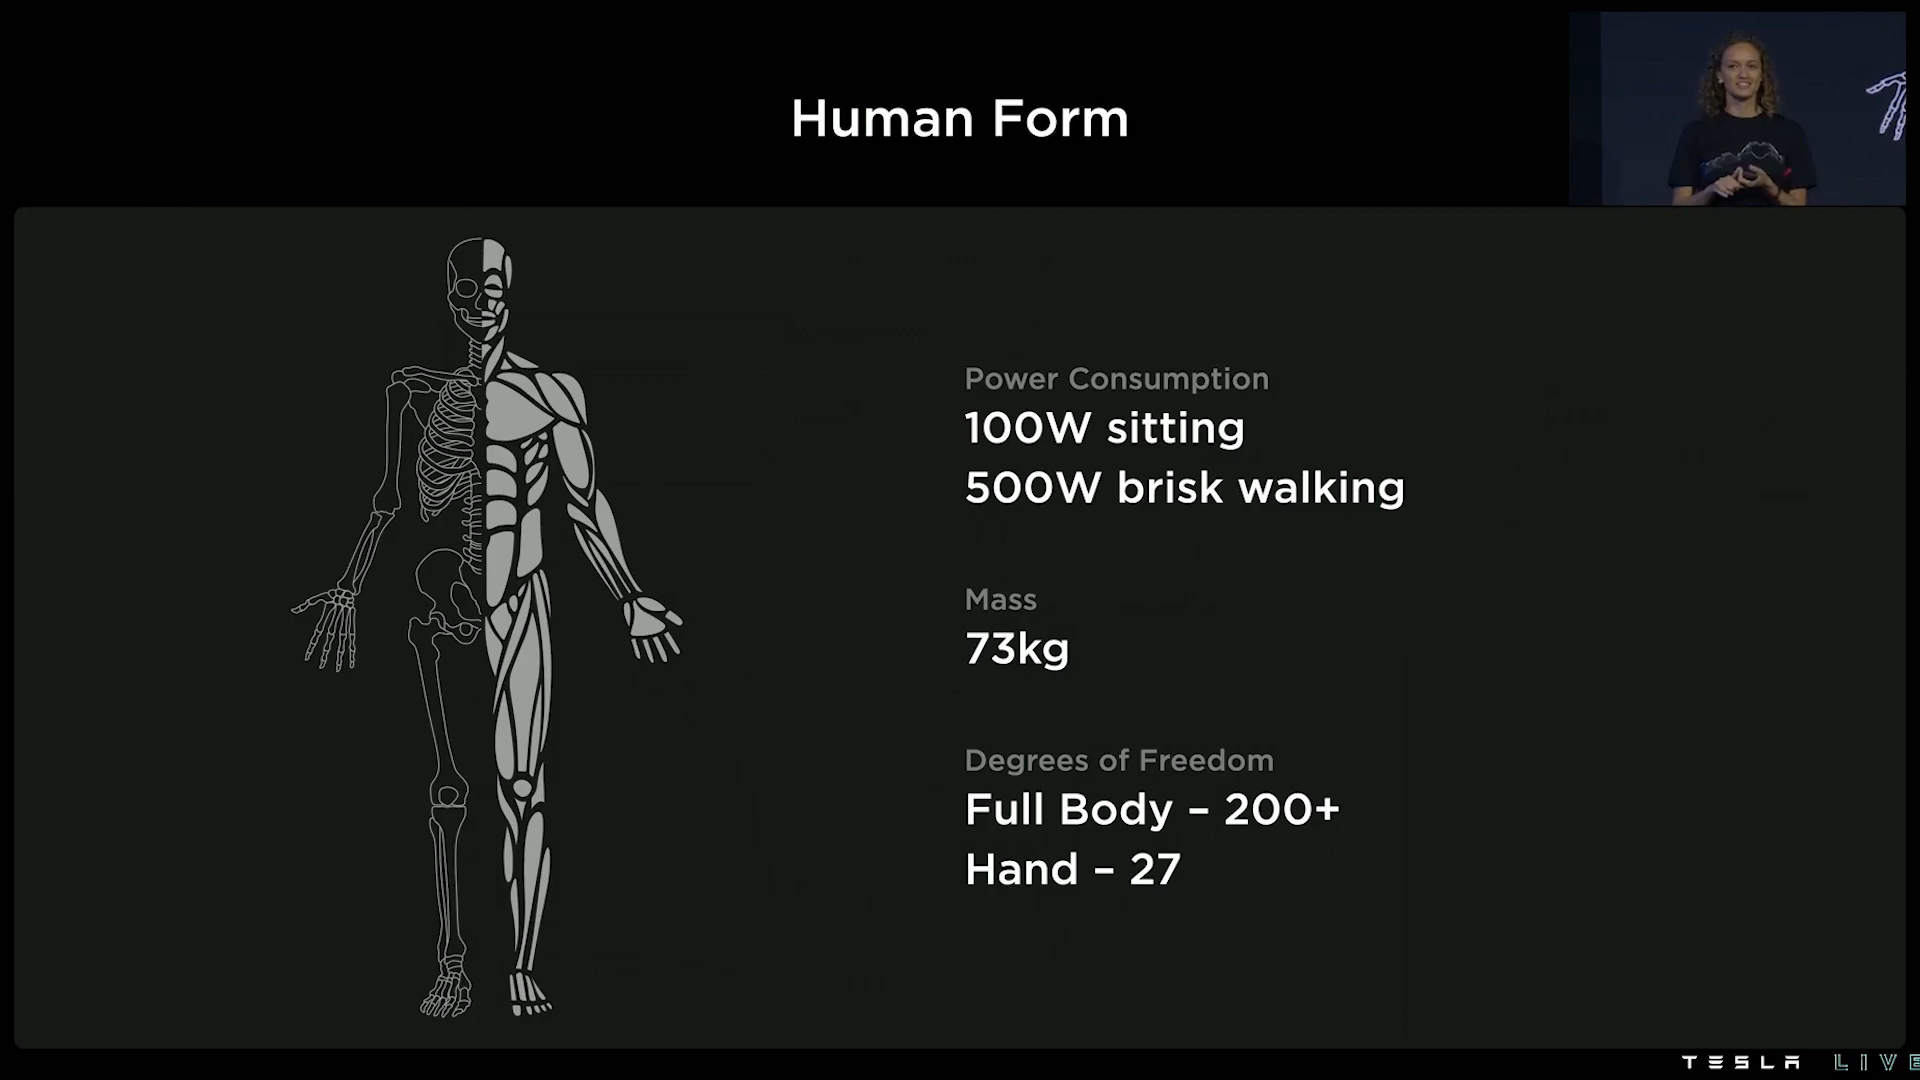 Human Form
Power Consumption
100W sitting
500W brisk walking
Mass
73kg
Degrees of Freedom
Full Body – 200+
Hand – 27
TESLA LIVE